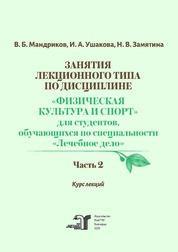 В. Б. Мандриков, И. А. Ушакова, Н. В. Замятина
ЗАНЯТИЯ
ЛЕКЦИОННОГО ТИПА
ПО ДИСЦИПЛИНЕ
«ФИЗИЧЕСКАЯ
КУЛЬТУРА И СПОРТ»
для студентов,
обучающихся по специальности
«Лечебное дело»
Часть 2
Курс лекций